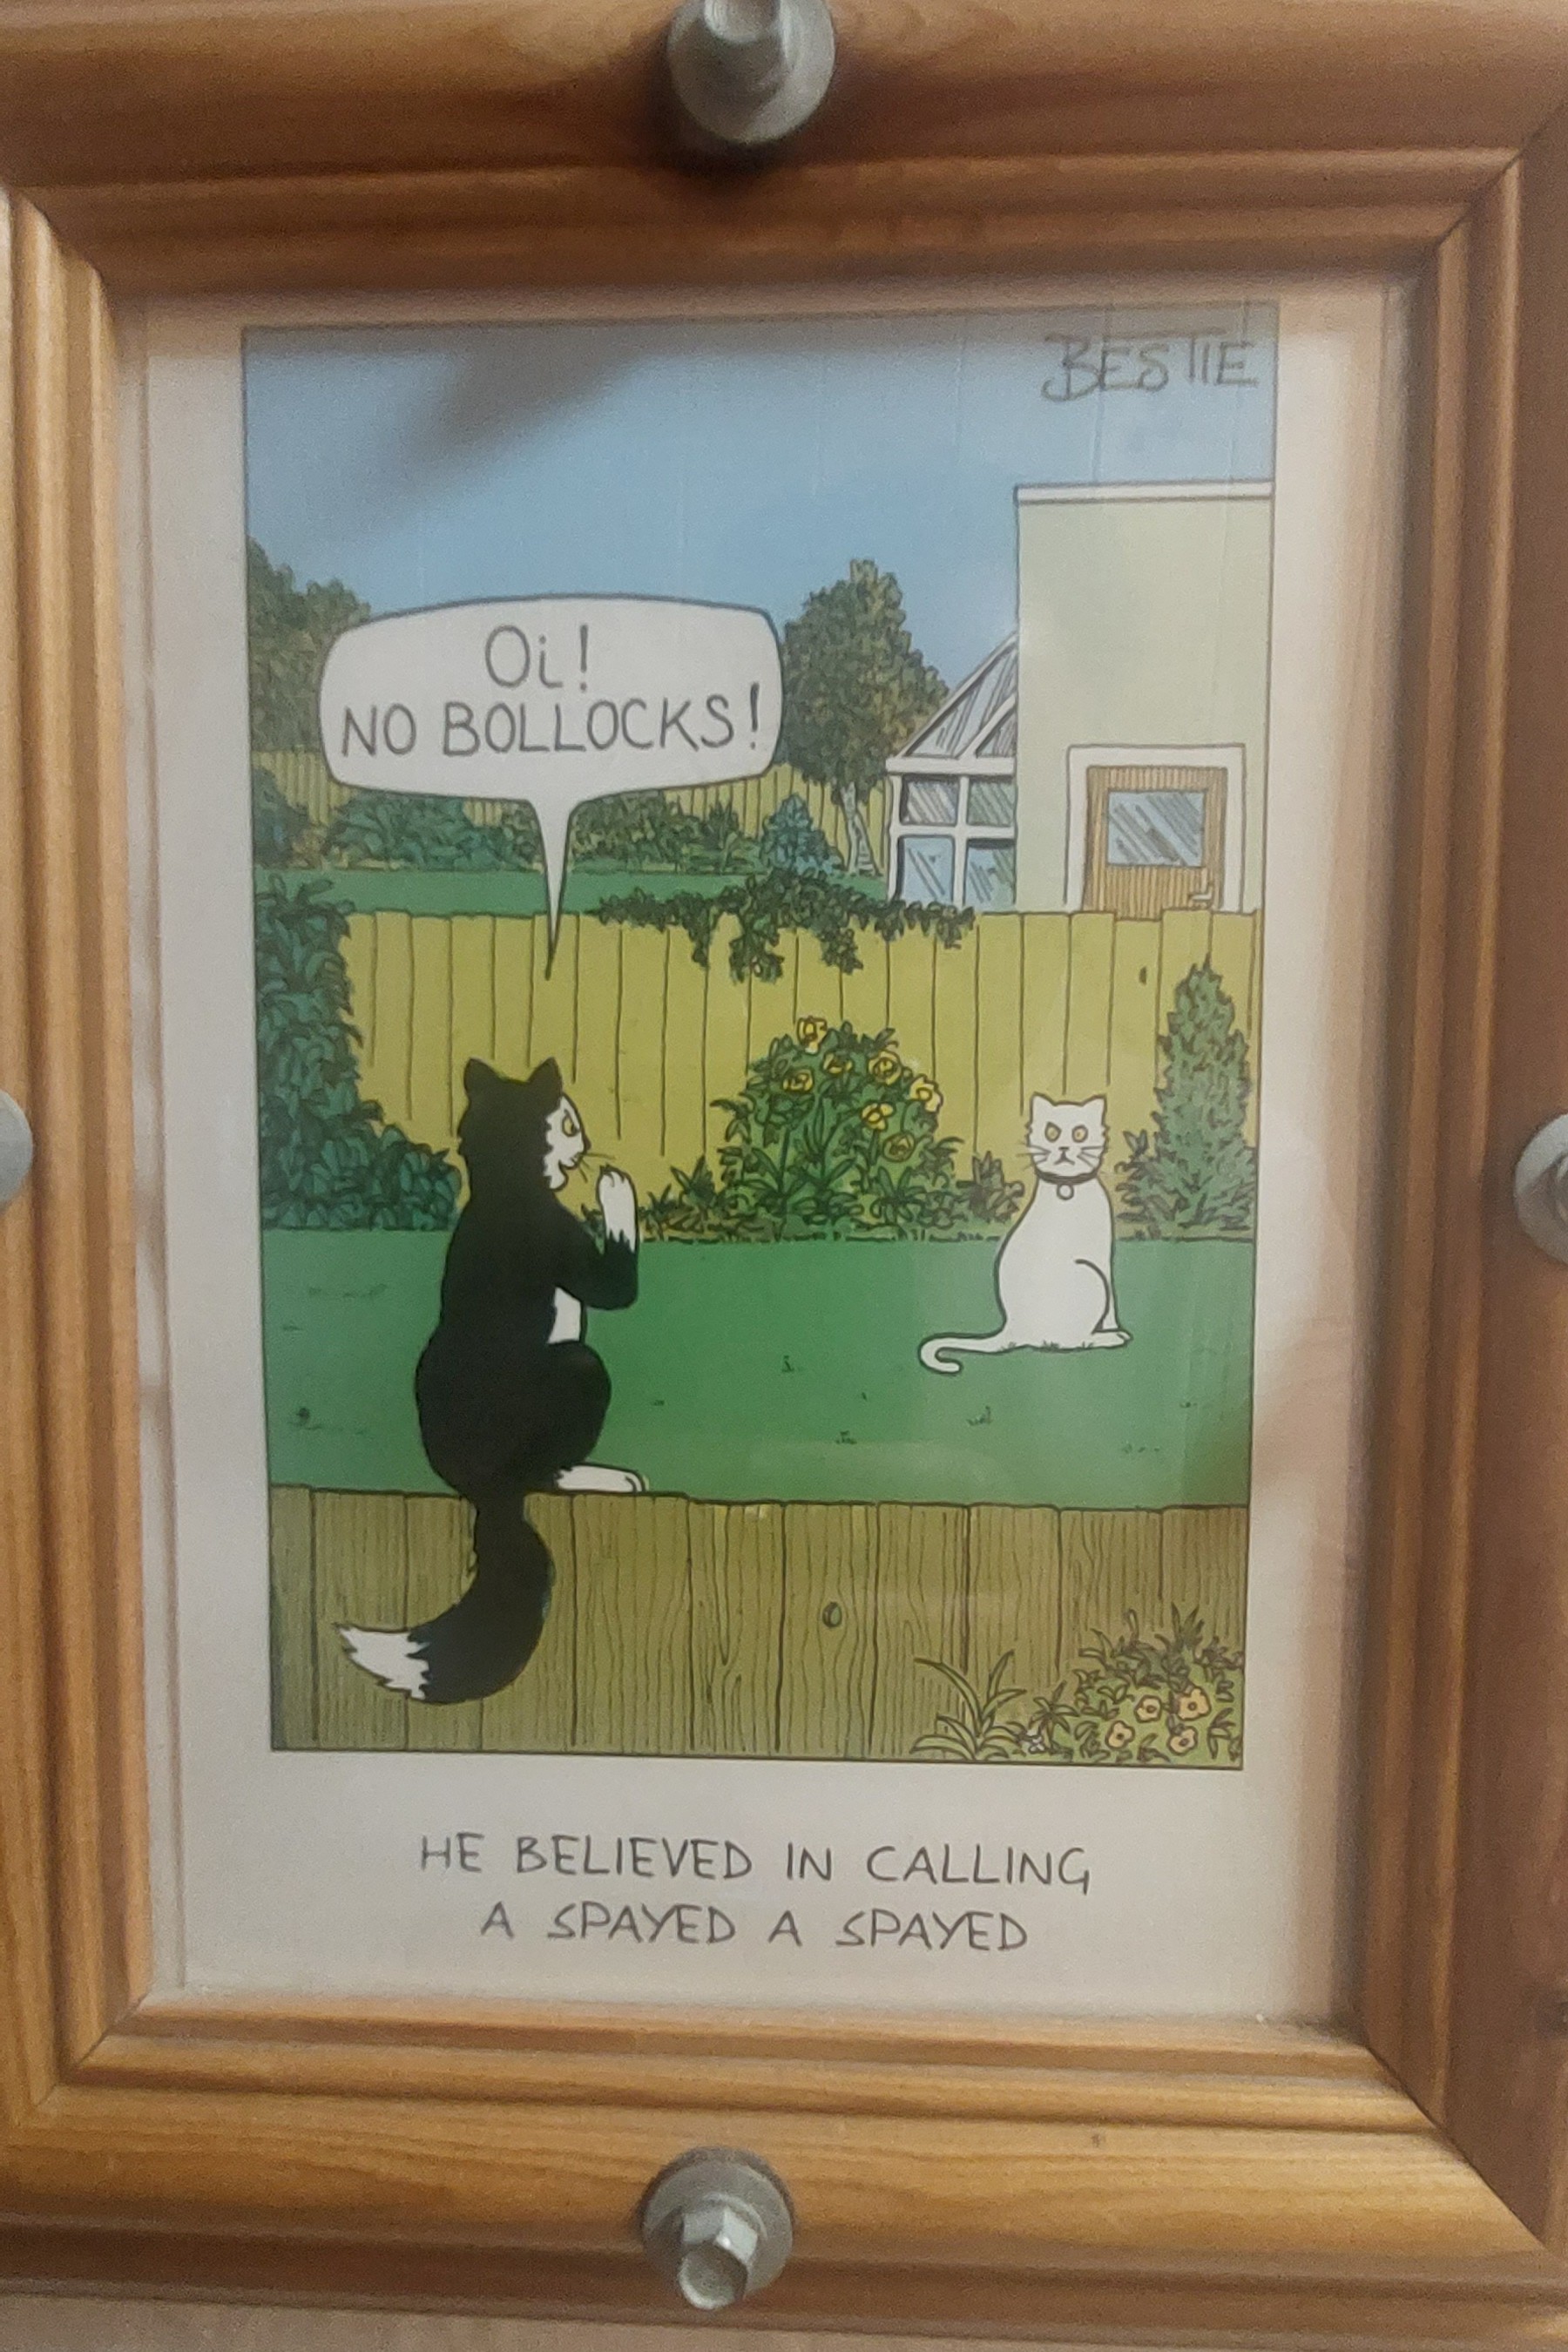 BESTIE
Oi!
NO BOLLOCKS!
HE BELIEVED IN CALLING
A SPAYED A SPAYED